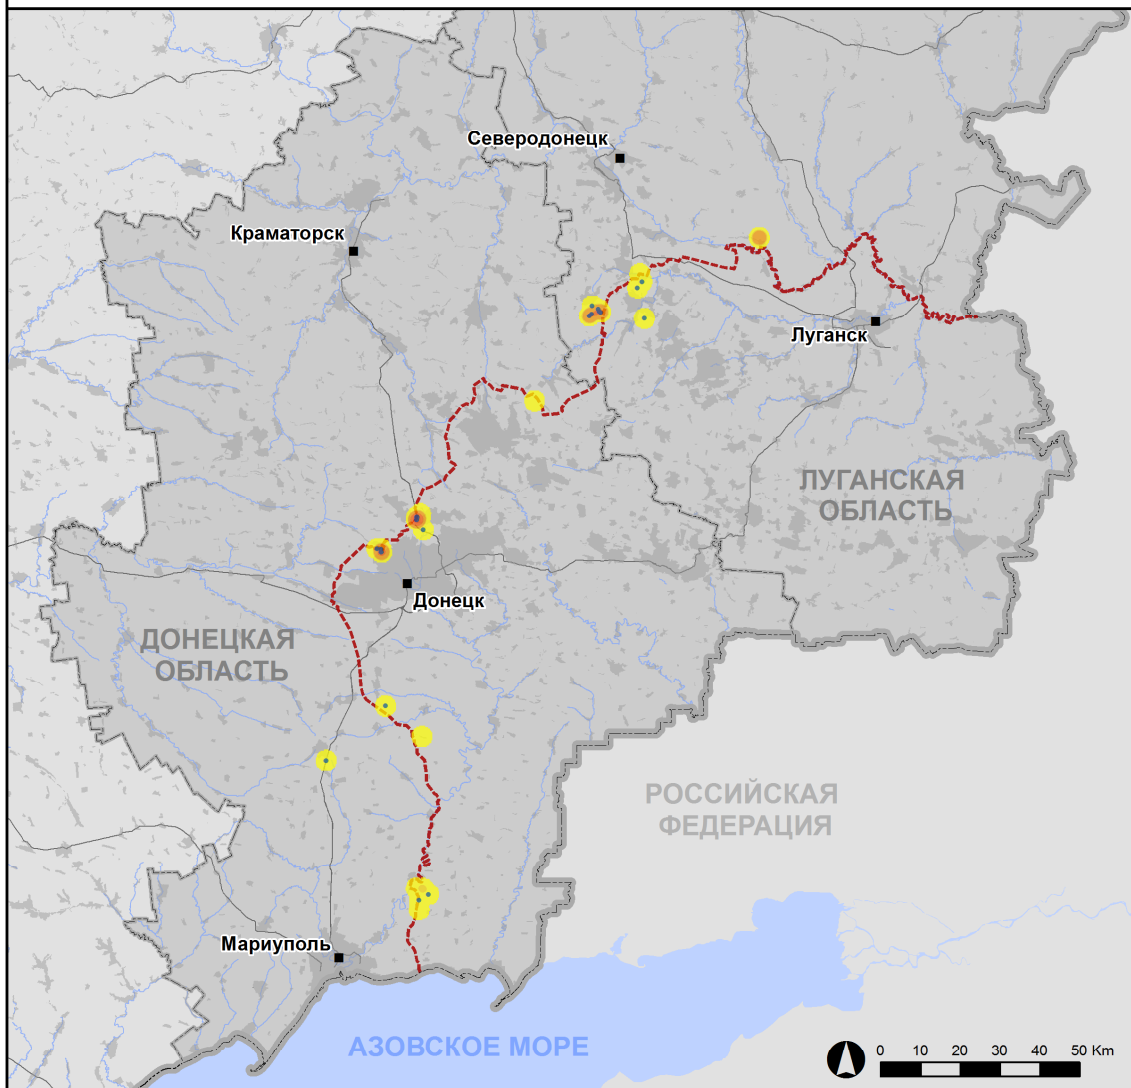 Северодонецк
Краматорск
Луганск
ЛУГАНСКАЯ
ОБЛАСТЬ
Донецк
ДОНЕЦКАЯ
ОБЛАСТЬ
РОССИЙСКАЯ
ФЕДЕРАЦИЯ
Мариуполь
АЗОВСКОЕ МОРЕ
0 10 20 30 40 50 Km